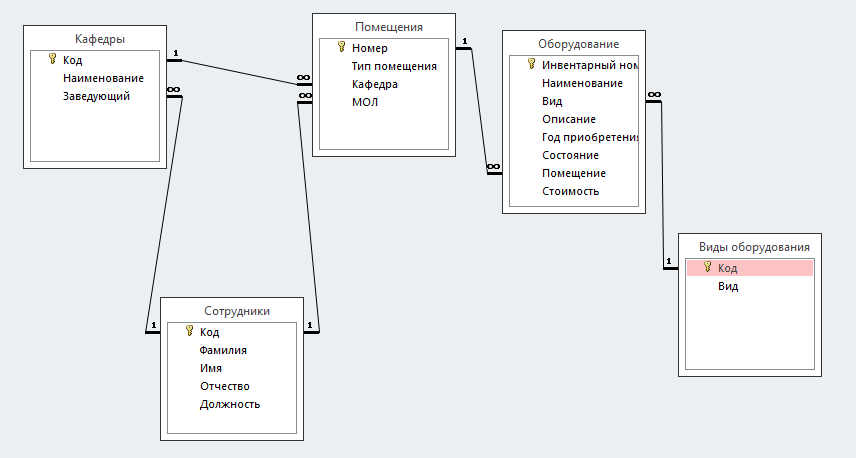 Кафедры
Код
Наименование
Заведующий
1
∞
Помещения
Номер
Тип помещения
Кафедра
МОЛ
1
∞
∞
Оборудование
Инвентарный ном
Наименование
Вид
Описание
Год приобретения
Состояние
Помещение
Стоимость
∞
∞
Виды оборудования
Код
Вид
1
Сотрудники
Код
Фамилия
Имя
Отчество
Должность
1
1